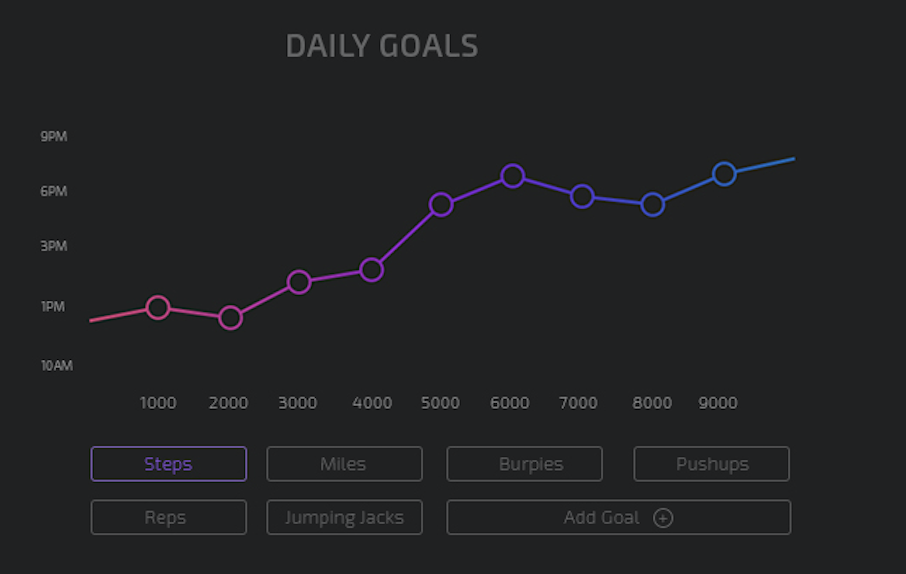 DAILY GOALS
9PM
6PM
3PM
1PM
10AM
1000 2000 3000 4000 5000 6000 7000 8000 9000
Steps Miles Burpies Pushups
Reps Jumping Jacks Add Goal